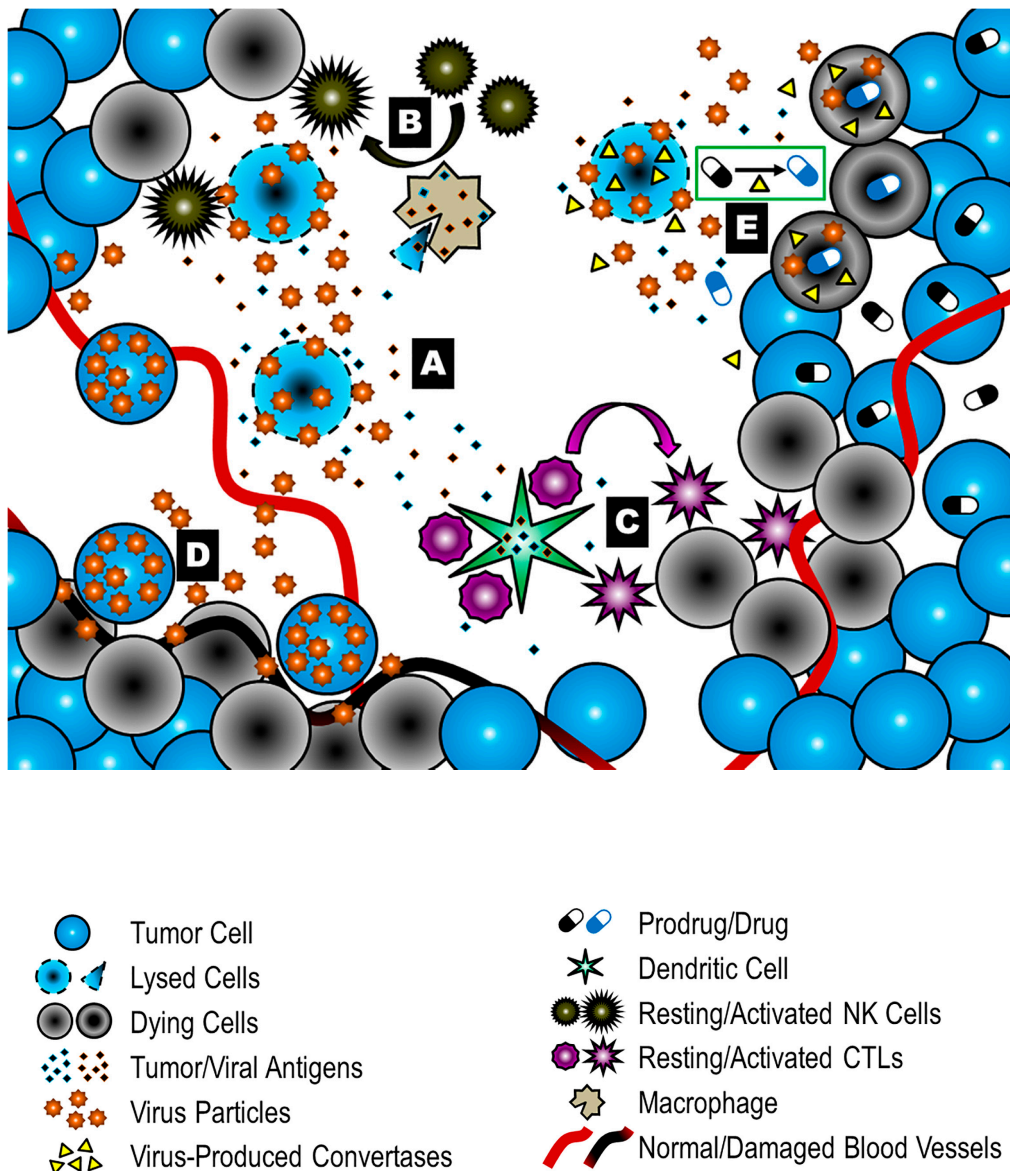 B
E
A
C
D
Tumor Cell
Lysed Cells
Dying Cells
Tumor/Viral Antigens
Virus Particles
Virus-Produced Convertases
Prodrug/Drug
Dendritic Cell
Resting/Activated NK Cells
Resting/Activated CTLs
Macrophage
Normal/Damaged Blood Vessels